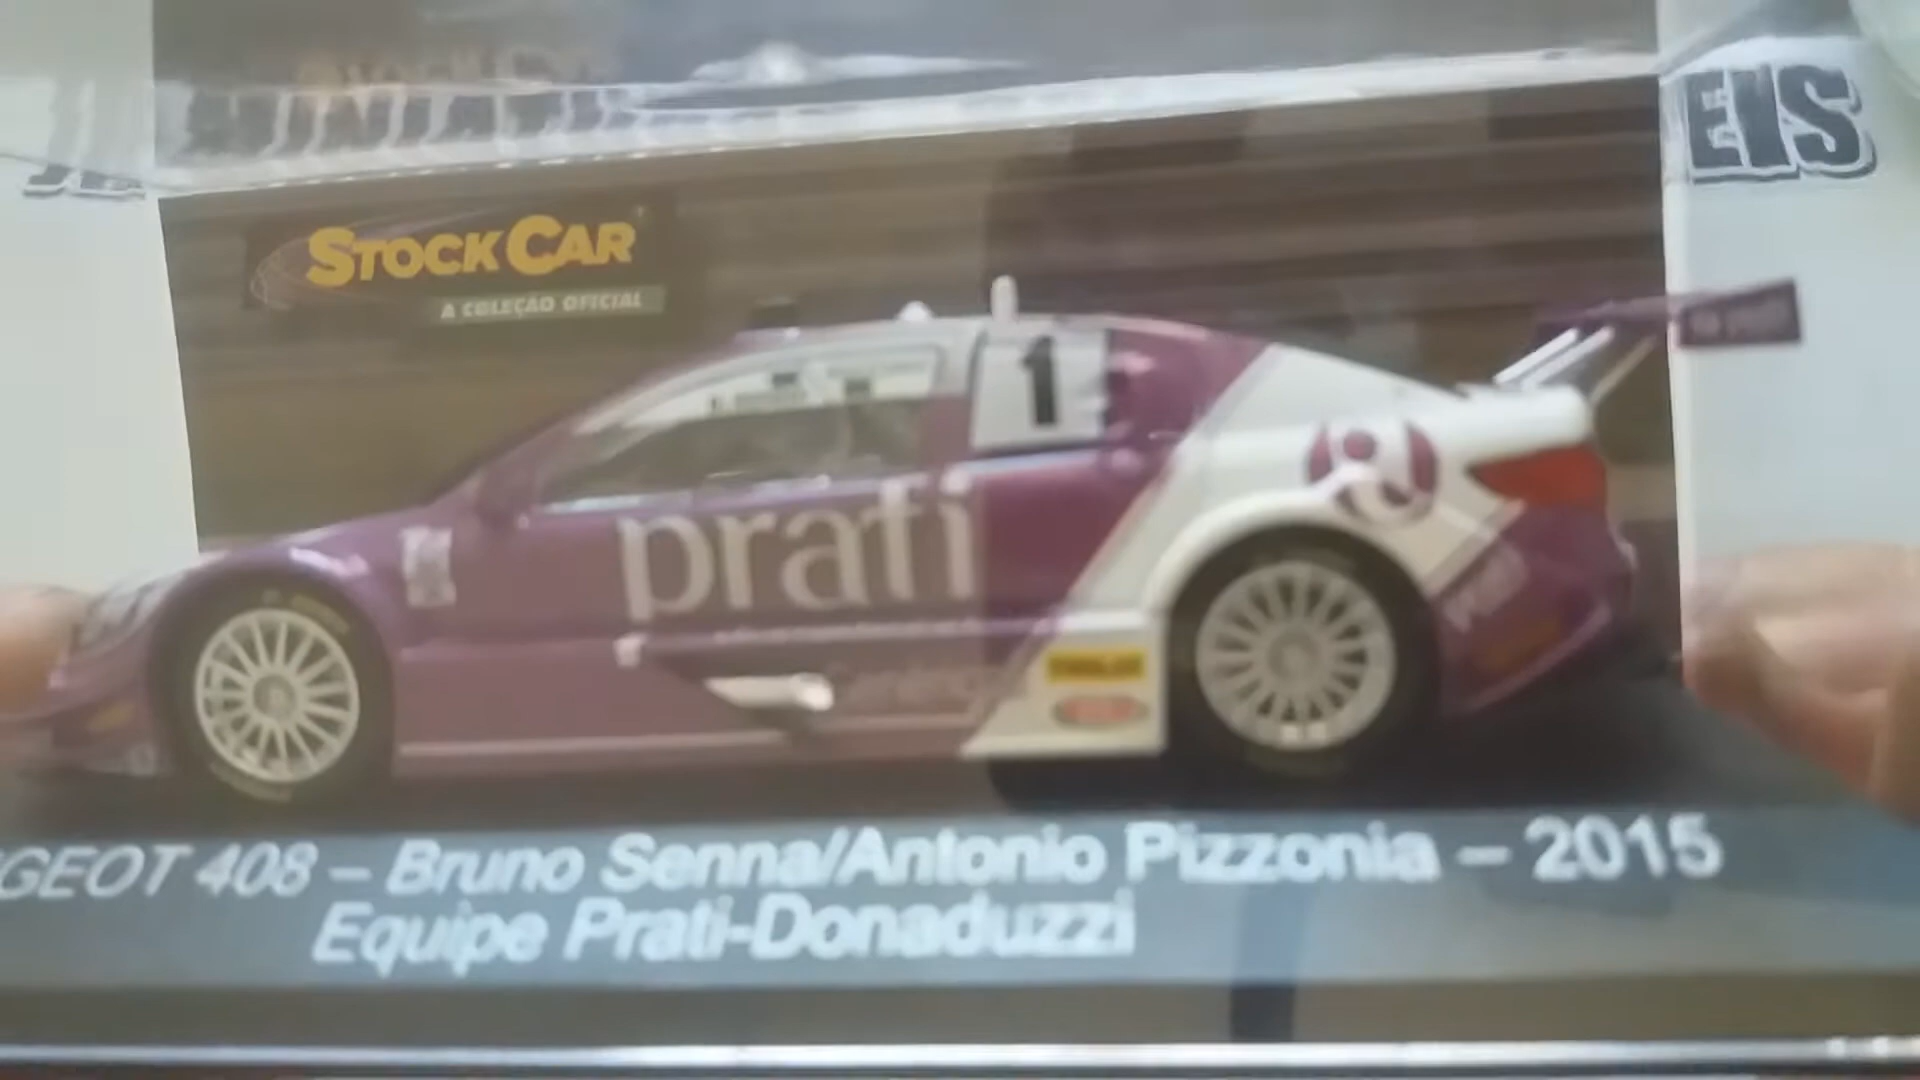 EIS
STOCK CAR
A COLEÇÃO OFICIAL
1
prati
GEOT 408 – Bruno Senna/Antonio Pizzonia – 2015
Equipe Prati-Donaduzzi